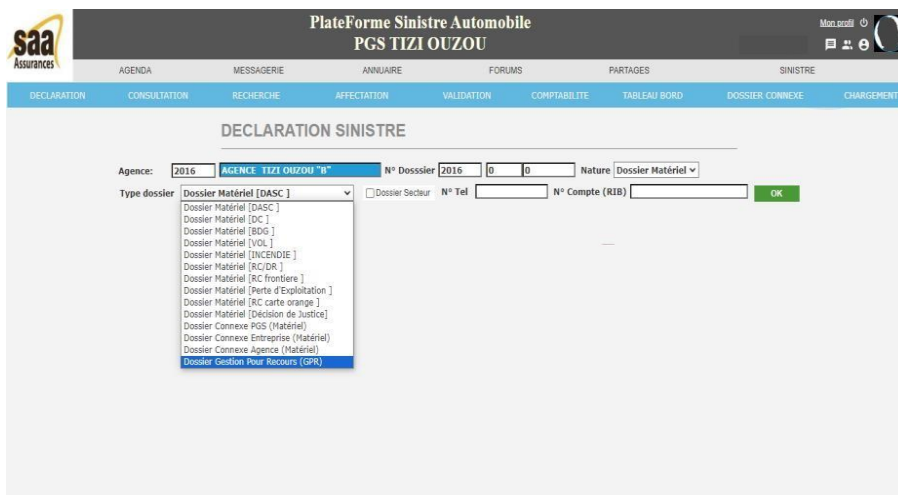 saa
Assurances
PlateForme Sinistre Automobile
PGS TIZI OUZOU
Mon profil
AGENDA MESSAGERIE ANNUAIRE FORUMS PARTAGES SINISTRE
DECLARATION CONSULTATION RECHERCHE AFFECTATION VALIDATION COMPTABILITE TABLEAU BORD DOSSIER CONNEXE CHARGEMENT
DECLARATION SINISTRE
Agence: 2016 AGENCE TIZI OUZOU "B" N° Dosssier 2016 0 0 Nature Dossier Matériel
Type dossier Dossier Matériel [DASC ] Dossier Secteur N° Tel N° Compte (RIB) OK
Dossier Matériel [DASC ]
Dossier Matériel [DC ]
Dossier Matériel [BDG ]
Dossier Matériel [VOL ]
Dossier Matériel [INCENDIE ]
Dossier Matériel [RC/DR ]
Dossier Matériel [RC frontiere ]
Dossier Matériel [Perte d'Exploitation ]
Dossier Matériel [RC carte orange ]
Dossier Matériel [Décision de Justice]
Dossier Connexe PGS (Matériel)
Dossier Connexe Entreprise (Matériel)
Dossier Connexe Agence (Matériel)
Dossier Gestion Pour Recours (GPR)